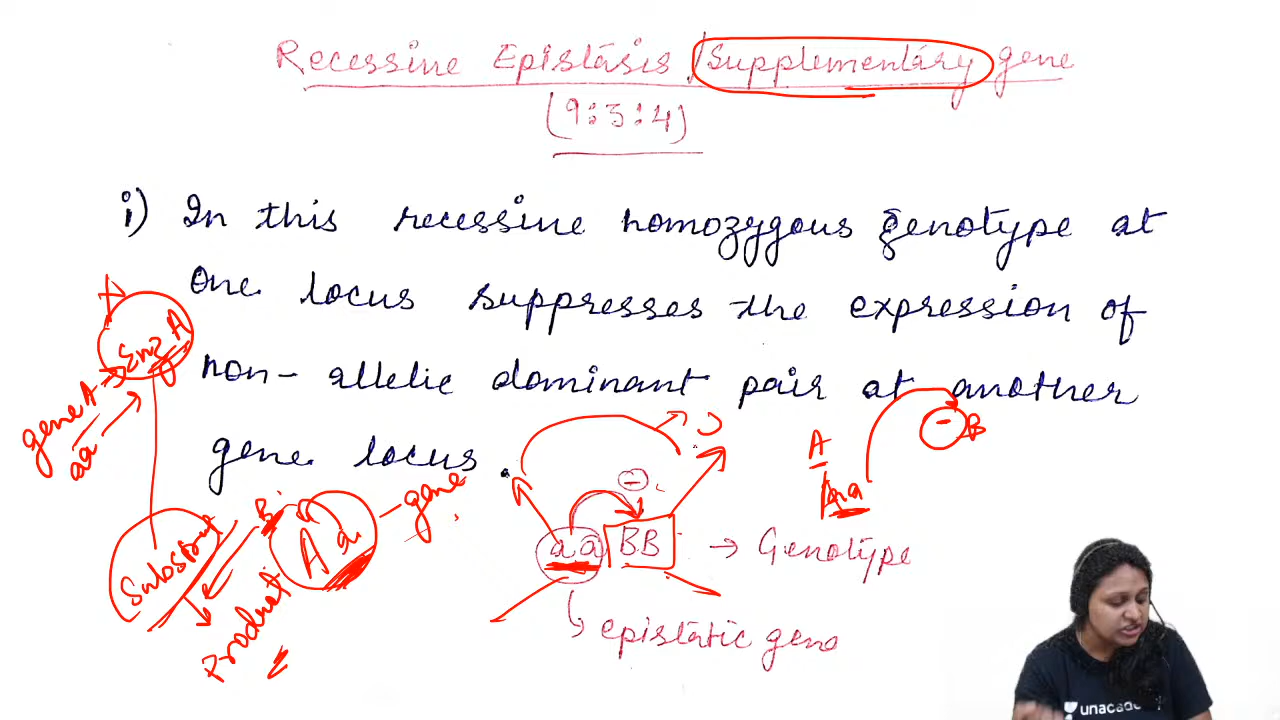 Recessive Epistasis / Supplementary gene
(9:3:4)
i) In this recessive homozygous genotype at
one locus suppresses the expression of
non-allelic dominant pair at another
gene locus.
Enz A
gene A
aa
Substrat
Product
B
A a
gene
aa BB → Genotype
epistatic gene
A
aa
B
unacade